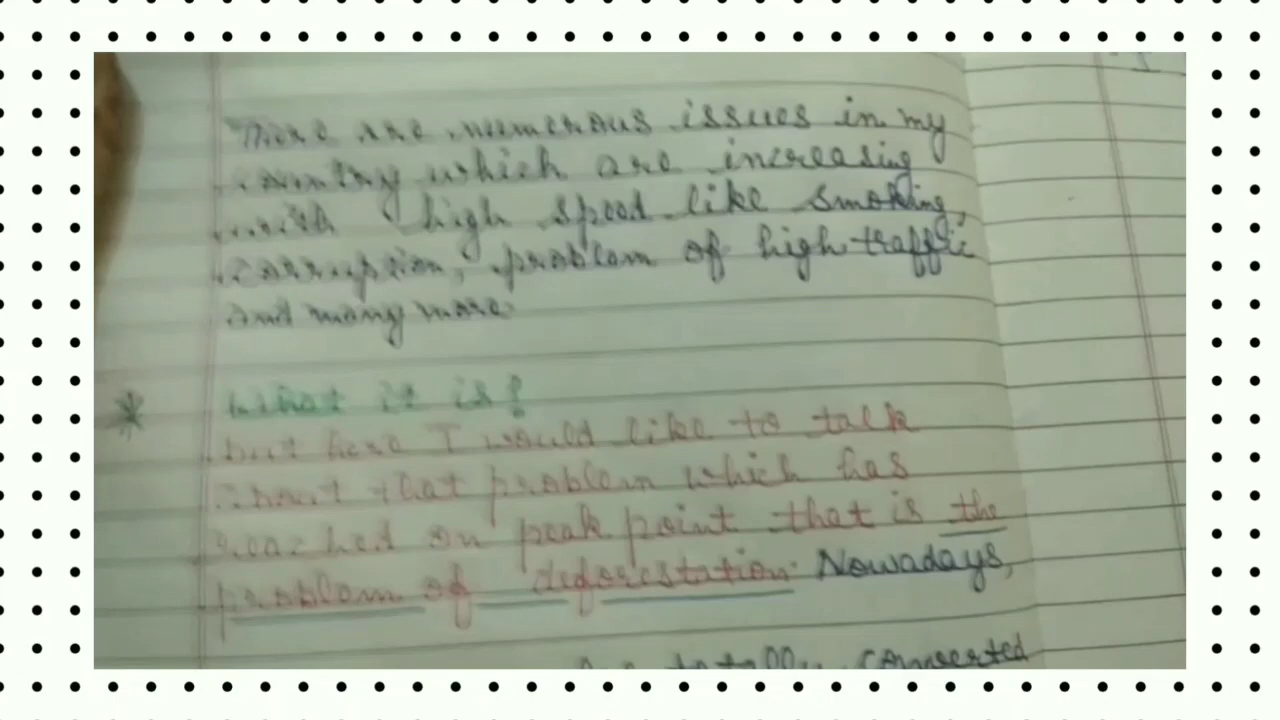 There are numerous issues in my
country which are increasing
with high speed like smoking,
corruption, problem of high traffic
and many more
* What it is?
but here I would like to talk
about that problem which has
reached on peak point that is the
problem of deforestation. Nowadays,
totally converted